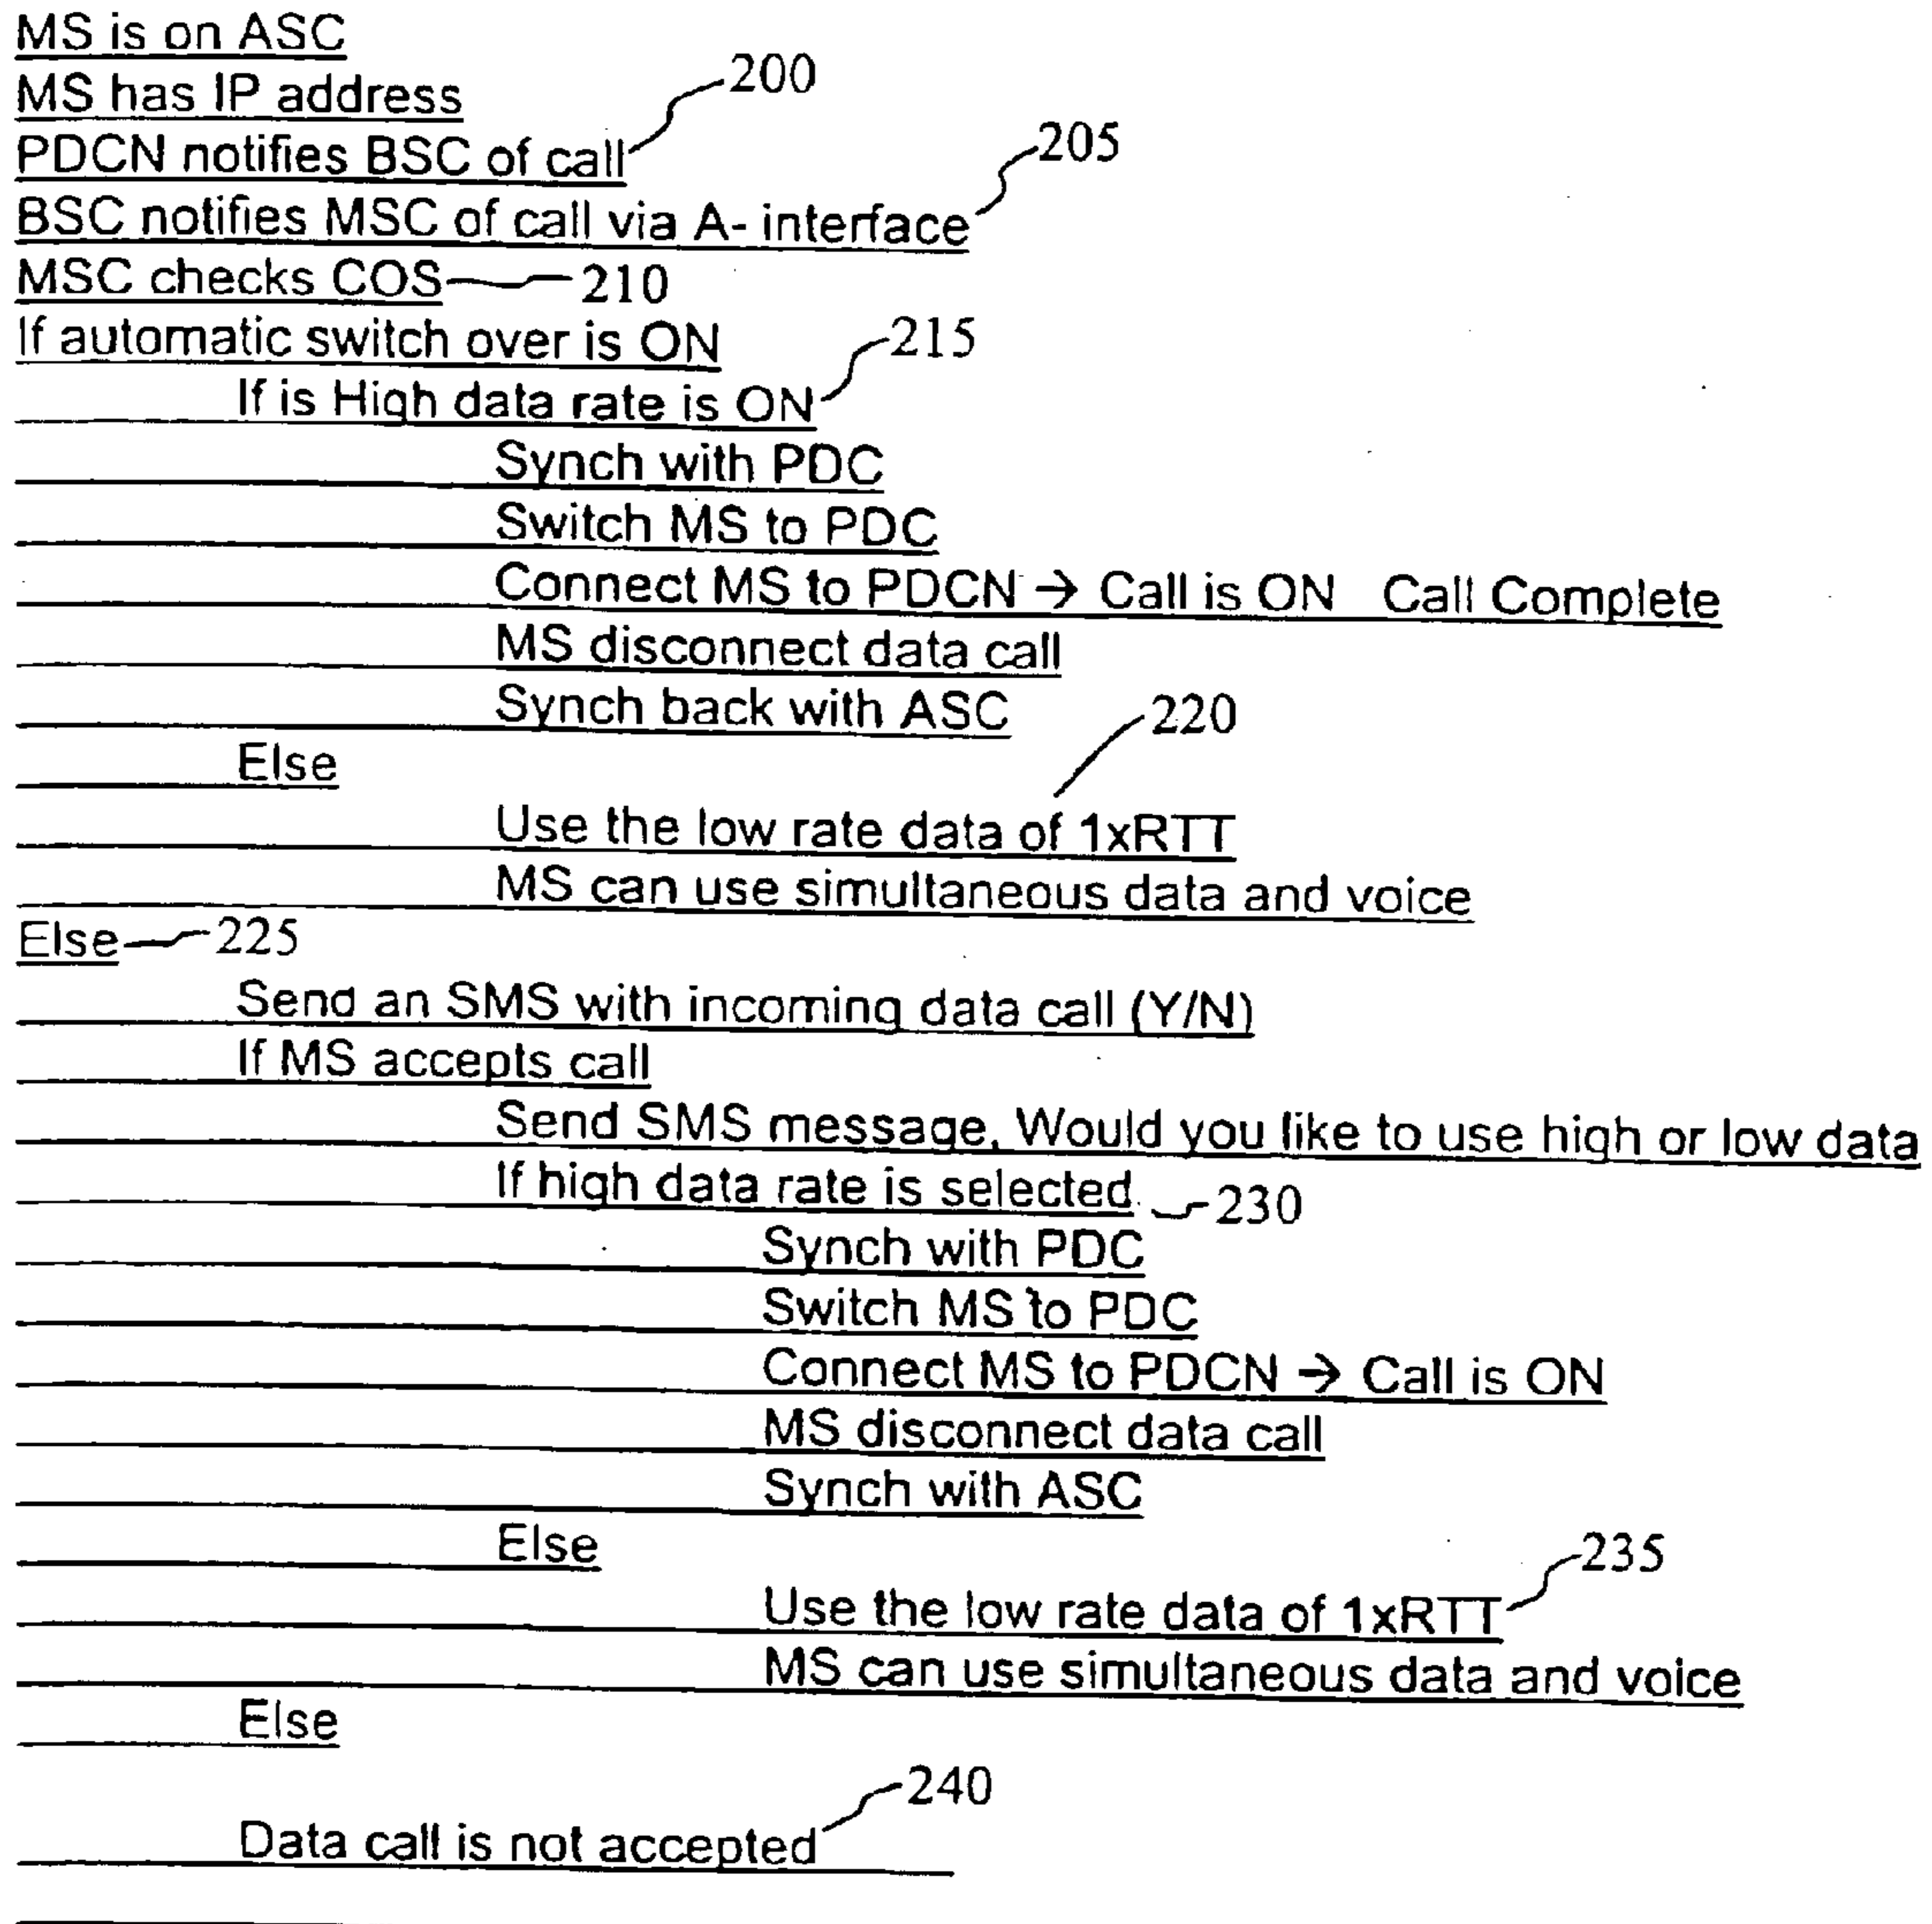 MS is on ASC
MS has IP address
200
PDCN notifies BSC of call
205
BSC notifies MSC of call via A- interface
MSC checks COS 210
If automatic switch over is ON
215
If is High data rate is ON
Synch with PDC
Switch MS to PDC
Connect MS to PDCN → Call is ON Call Complete
MS disconnect data call
Synch back with ASC
220
Else
Use the low rate data of 1xRTT
MS can use simultaneous data and voice
Else 225
Send an SMS with incoming data call (Y/N)
If MS accepts call
Send SMS message, Would you like to use high or low data
If high data rate is selected 230
Synch with PDC
Switch MS to PDC
Connect MS to PDCN → Call is ON
MS disconnect data call
Synch with ASC
Else
235
Use the low rate data of 1xRTT
MS can use simultaneous data and voice
Else
240
Data call is not accepted